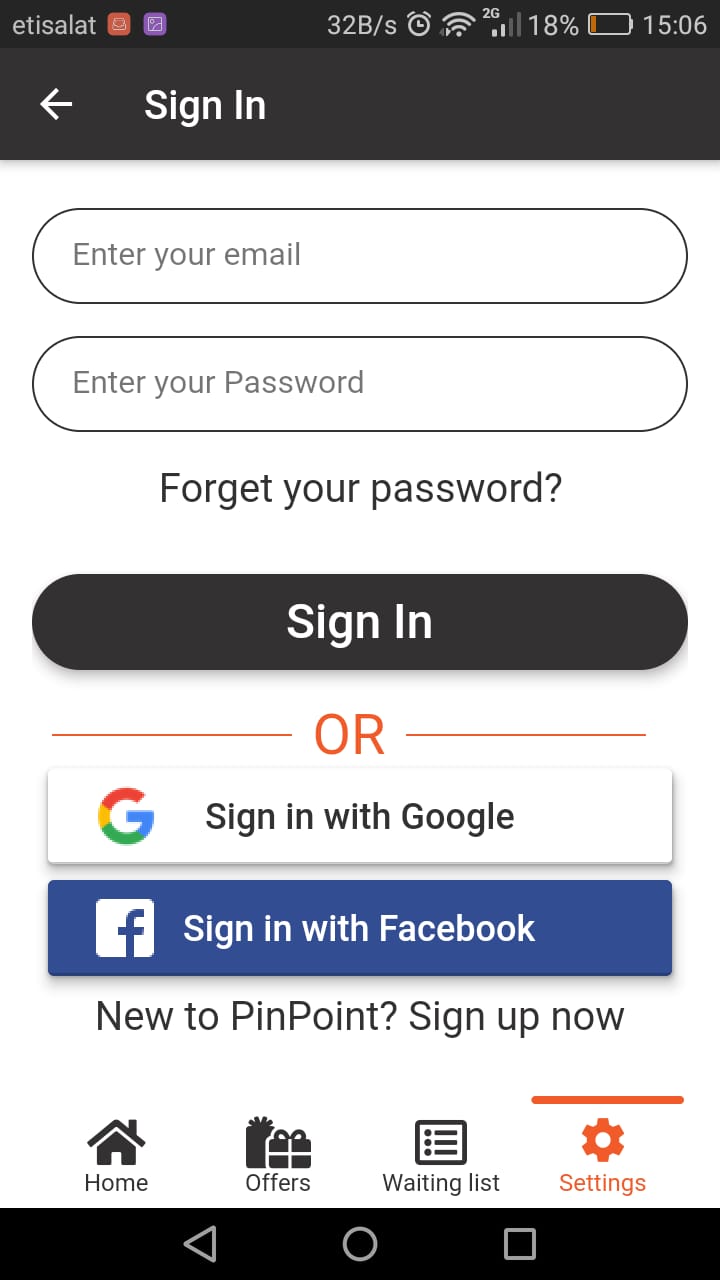 etisalat 32B/s 2G 18% 15:06
Sign In
Enter your email
Enter your Password
Forget your password?
Sign In
OR
Sign in with Google
Sign in with Facebook
New to PinPoint? Sign up now
Home Offers Waiting list Settings